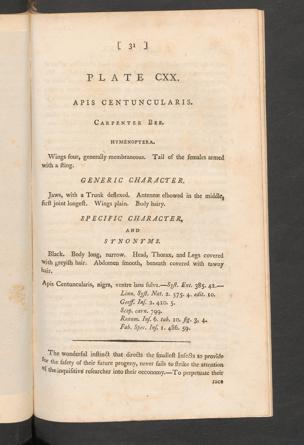 [ 31 ]
PLATE CXX.
APIS CENTUNCULARIS.
CARPENTER BEE.
HYMENOPTERA.
Wings four, generally membraneous. Tail of the females armed
with a sting.
GENERIC CHARACTER.
Jaws, with a Trunk deflexed. Antennæ elbowed in the middle,
first joint longest. Wings plain. Body hairy.
SPECIFIC CHARACTER,
AND
SYNONYMS.
Black. Body long, narrow. Head, Thorax, and Legs covered
with greyish hair. Abdomen smooth, beneath covered with tawny
hair.
Apis Centuncularis, nigra, ventre lana fulva.—Syst. Ent. 385. 42.—
Linn. Syst. Nat. 2. 575. 4. edit. 10.
Geoff. Inf. 2. 410. 5.
Scop. carn. 799.
Reaum. Inf. 6. tab. 10. fig. 3, 4.
Fab. Spec. Inf. 1. 486. 59.
The wonderful instinct that directs the smallest Insects to provide
for the safety of their future progeny, never fails to strike the attention
of the inquisitive researcher into their œconomy.—To perpetuate their
race